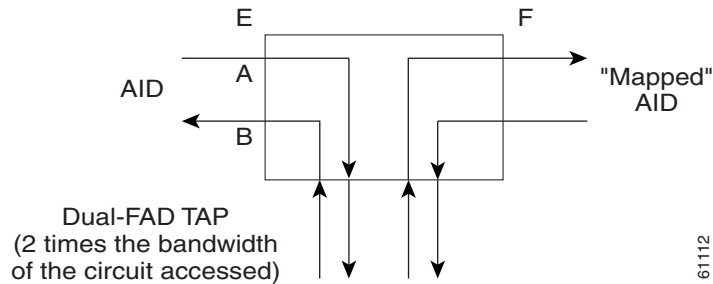 E
F
A
AID
"Mapped"
AID
B
Dual-FAD TAP
(2 times the bandwidth
of the circuit accessed)
61112